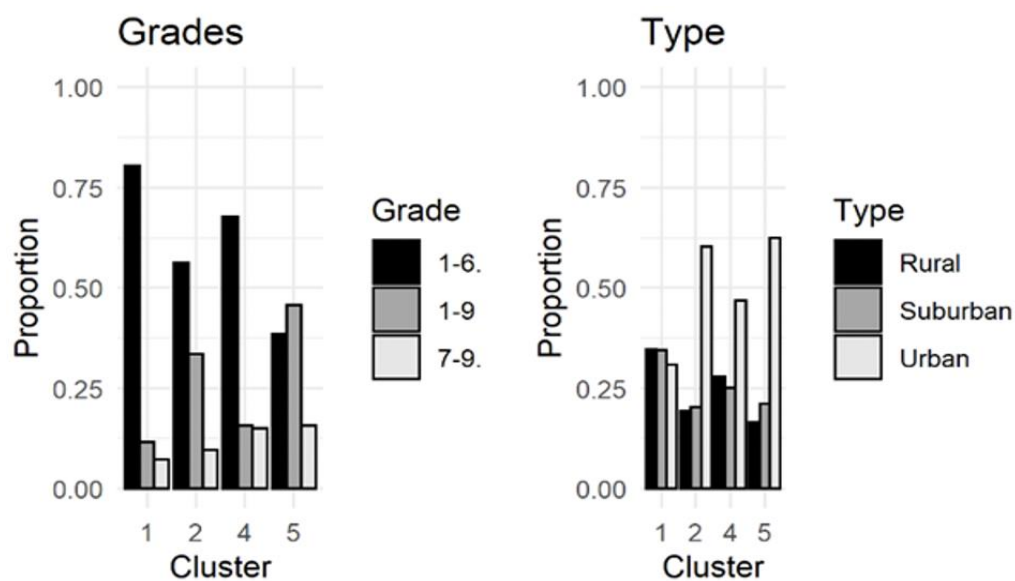 Grades
1.00
0.75
0.50
0.25
0.00
Proportion
1 2 4 5
Cluster
Grade
1-6.
1-9
7-9.
Type
1.00
0.75
0.50
0.25
0.00
Proportion
1 2 4 5
Cluster
Type
Rural
Suburban
Urban